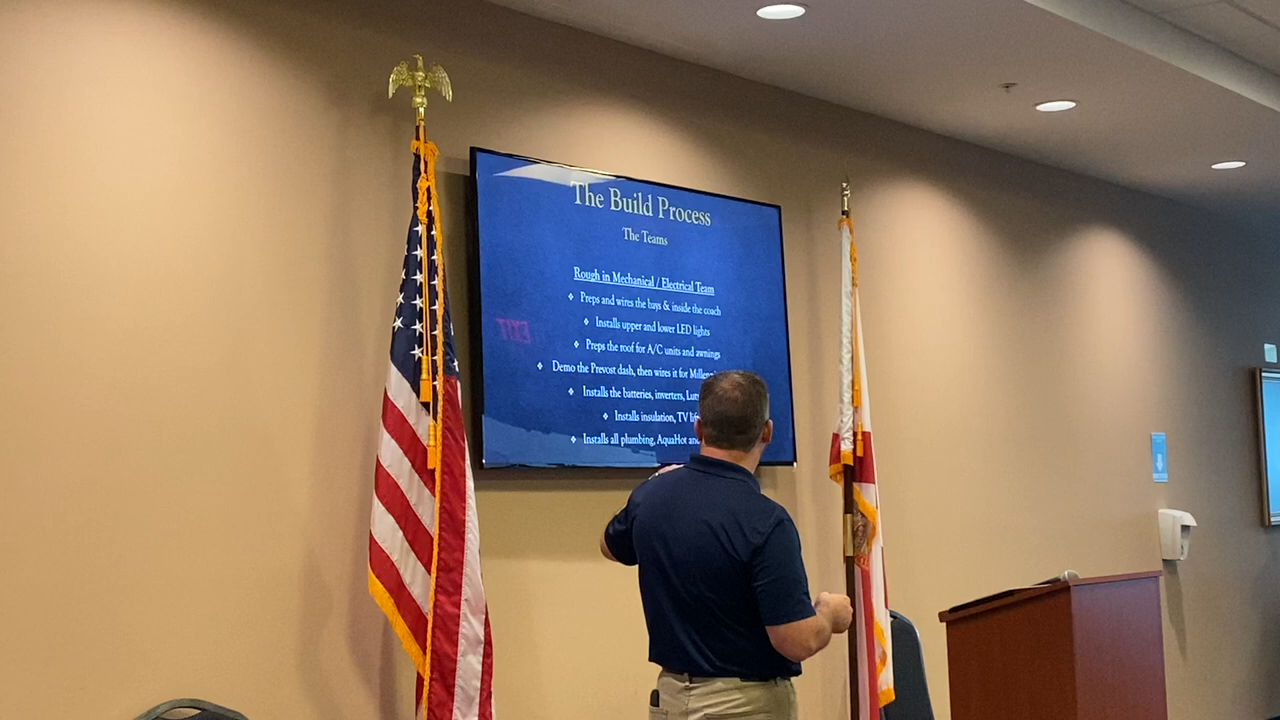 The Build Process
The Teams
Rough in Mechanical / Electrical Team
❖ Preps and wires the bays & inside the coach
❖ Installs upper and lower LED lights
❖ Preps the roof for A/C units and awnings
❖ Demo the Prevost dash, then wires it for
❖ Installs the batteries, inverters,
❖ Installs insulation, TV
❖ Installs all plumbing, AquaHot
EXIT